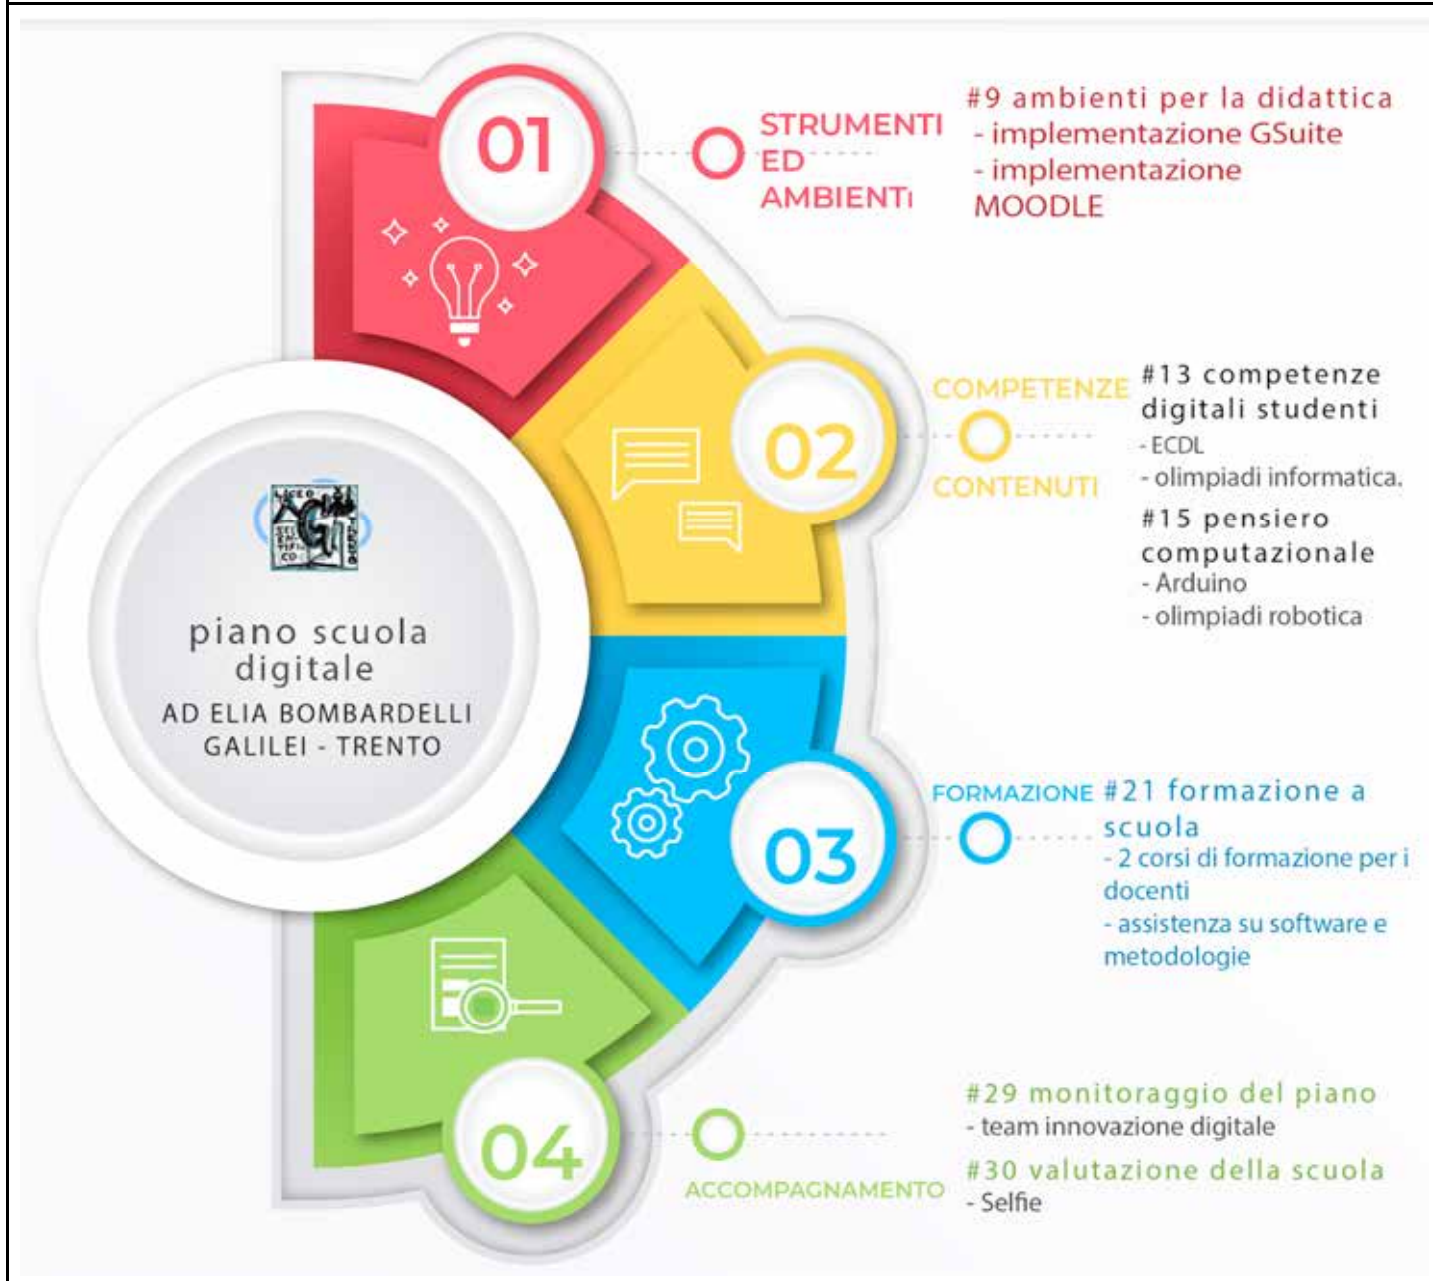 01
STRUMENTI
ED
AMBIENTI
#9 ambienti per la didattica
- implementazione GSuite
- implementazione
MOODLE
02
COMPETENZE
CONTENUTI
#13 competenze
digitali studenti
- ECDL
- olimpiadi informatica.
#15 pensiero
computazionale
- Arduino
- olimpiadi robotica
LICEO
piano scuola
digitale
AD ELIA BOMBARDELLI
GALILEI - TRENTO
03
FORMAZIONE
#21 formazione a
scuola
- 2 corsi di formazione per i
docenti
- assistenza su software e
metodologie
04
ACCOMPAGNAMENTO
#29 monitoraggio del piano
- team innovazione digitale
#30 valutazione della scuola
- Selfie